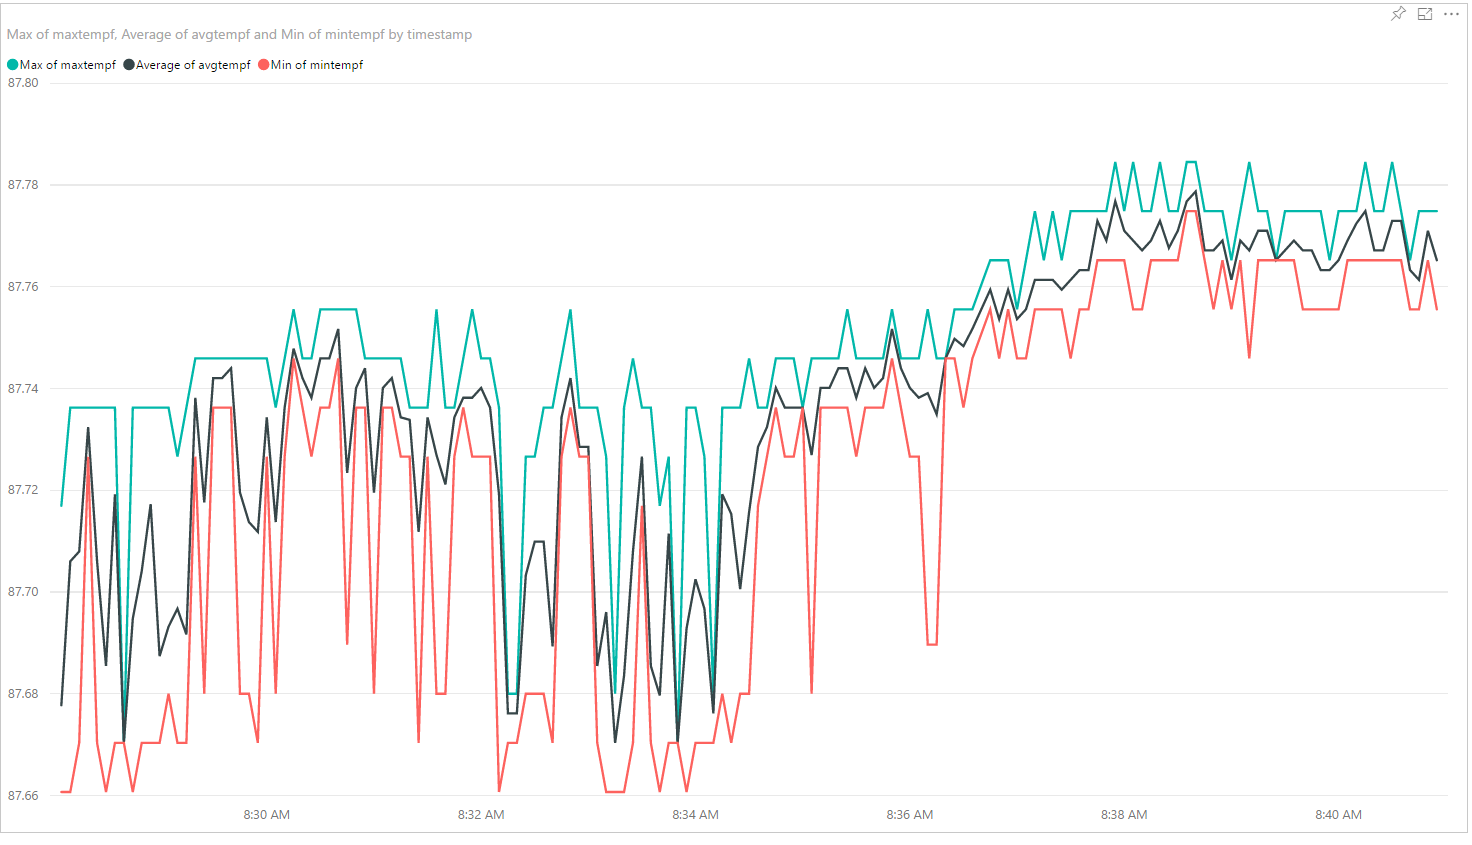 Max of maxtempf, Average of avgtempf and Min of mintempf by timestamp
Max of maxtempf Average of avgtempf Min of mintempf
87.80
87.78
87.76
87.74
87.72
87.70
87.68
87.66
8:30 AM 8:32 AM 8:34 AM 8:36 AM 8:38 AM 8:40 AM